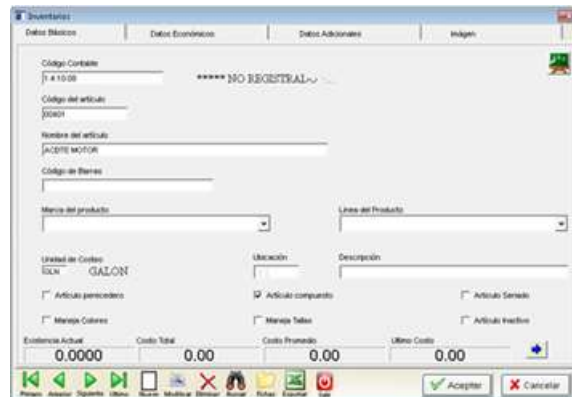 Inventarios
Datos Básicos Datos Económicos Datos Adicionales Imágen
Código Contable
1.4.10.05 ***** NO REGISTRAL
Código del artículo
00401
Nombre del artículo
ACEITE MOTOR
Código de Barras
Marca del producto Linea del Producto
Unidad de Costeo Ubicación Descripción
GLN GALON
Artículo perecedero Artículo compuesto Artículo Seriado
Maneja Colores Maneja Tallas Artículo Inactivo
Existencia Actual Costo Total Costo Promedio Ultimo Costo
0.0000 0.00 0.00 0.00
Primero Anterior Siguiente Ultimo Nuevo Modificar Eliminar Buscar Fichas Exportar Salir Aceptar Cancelar